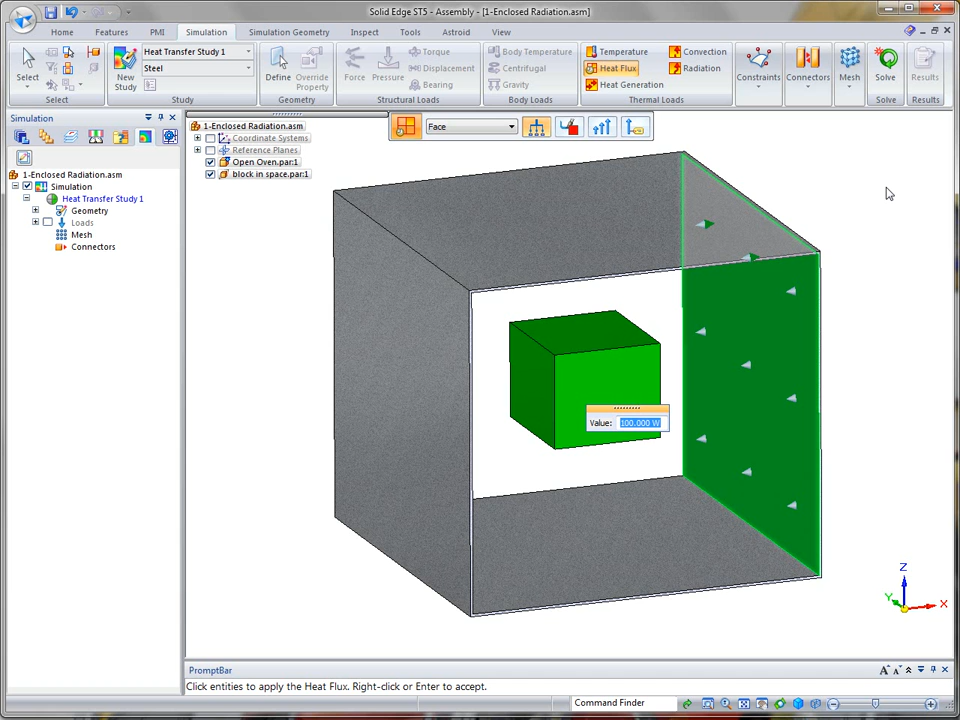 Solid Edge ST5 - Assembly - [1-Enclosed Radiation.asm]
Home Features PMI Simulation Simulation Geometry Inspect Tools Astroid View
Select
Select
New Study
Heat Transfer Study 1
Steel
Study
Define
Override Property
Geometry
Force
Pressure
Torque
Displacement
Bearing
Structural Loads
Body Temperature
Centrifugal
Gravity
Body Loads
Temperature
Heat Flux
Heat Generation
Convection
Radiation
Thermal Loads
Constraints
Connectors
Mesh
Solve
Solve
Results
Results
Simulation
1-Enclosed Radiation.asm
Simulation
Heat Transfer Study 1
Geometry
Loads
Mesh
Connectors
1-Enclosed Radiation.asm
Coordinate Systems
Reference Planes
Open Oven.par:1
block in space.par:1
Face
Value: 100.000 W
Z
Y
X
PromptBar
Click entities to apply the Heat Flux. Right-click or Enter to accept.
Command Finder